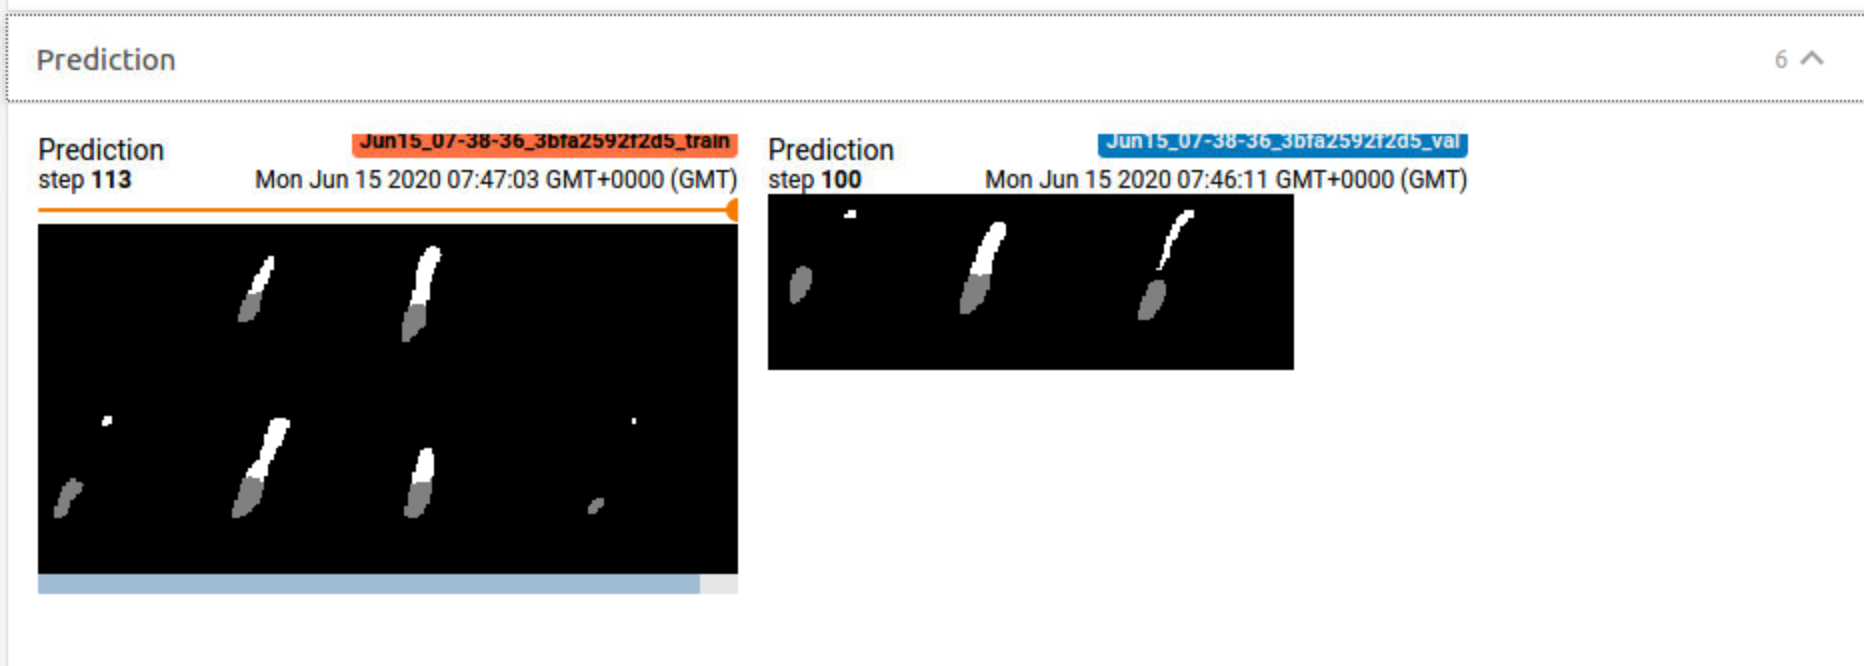 Prediction
6
Prediction
Jun15_07-38-36_3bfa2592f2d5_train
step 113
Mon Jun 15 2020 07:47:03 GMT+0000 (GMT)
Prediction
Jun15_07-38-36_3bfa2592f2d5_val
step 100
Mon Jun 15 2020 07:46:11 GMT+0000 (GMT)